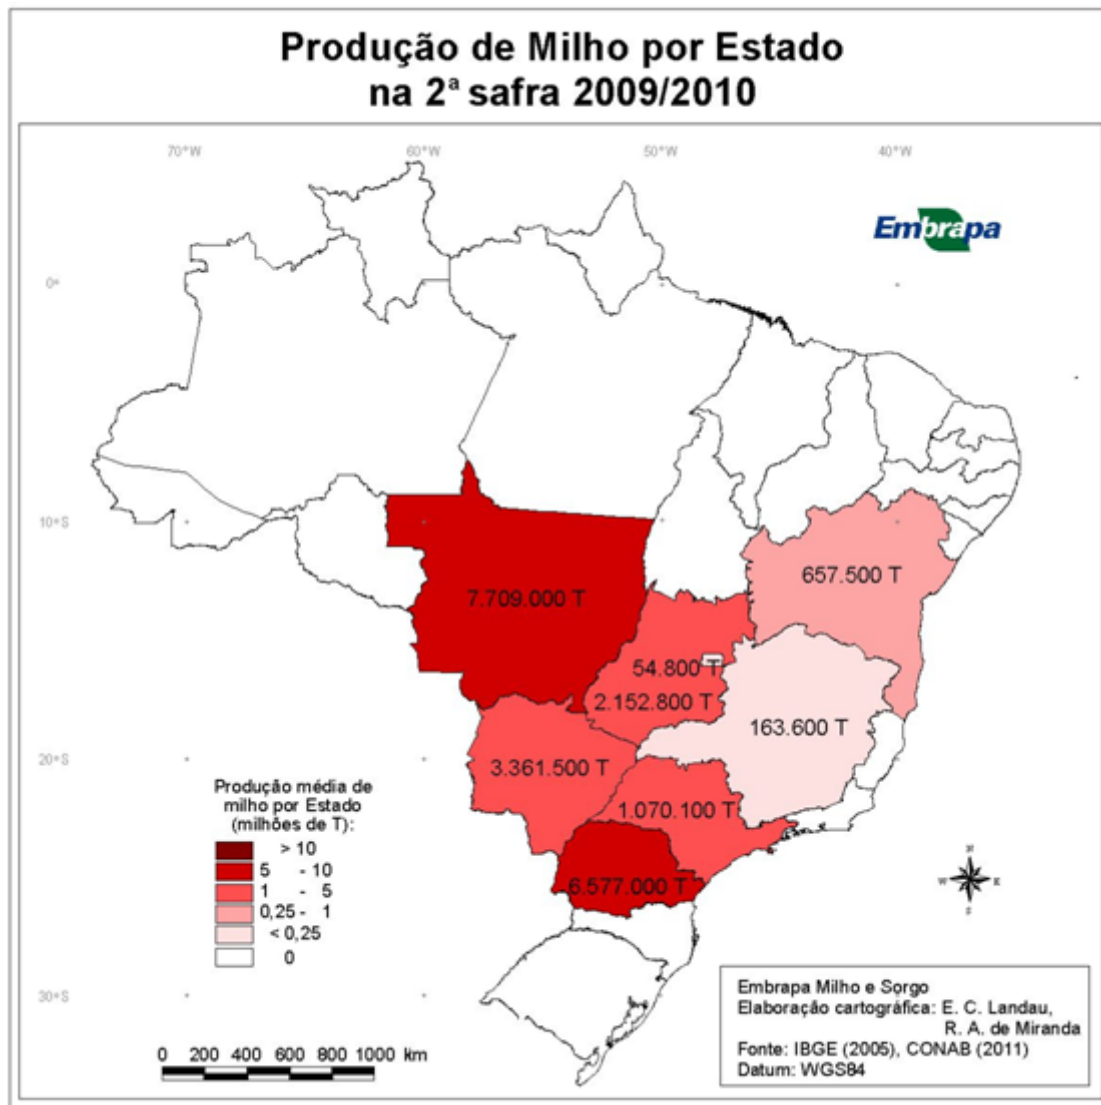 Produção de Milho por Estado
na 2ª safra 2009/2010
70°W 60°W 50°W 40°W
Embrapa
0°
10°S
657.500 T
7.709.000 T
54.800 T
2.152.800 T
163.600 T
20°S
3.361.500 T
1.070.100 T
6.577.000 T
Produção média de
milho por Estado
(milhões de T):
> 10
5 - 10
1 - 5
0,25 - 1
< 0,25
0
N
W E
S
30°S
0 200 400 600 800 1000 km
Embrapa Milho e Sorgo
Elaboração cartográfica: E. C. Landau,
R. A. de Miranda
Fonte: IBGE (2005), CONAB (2011)
Datum: WGS84